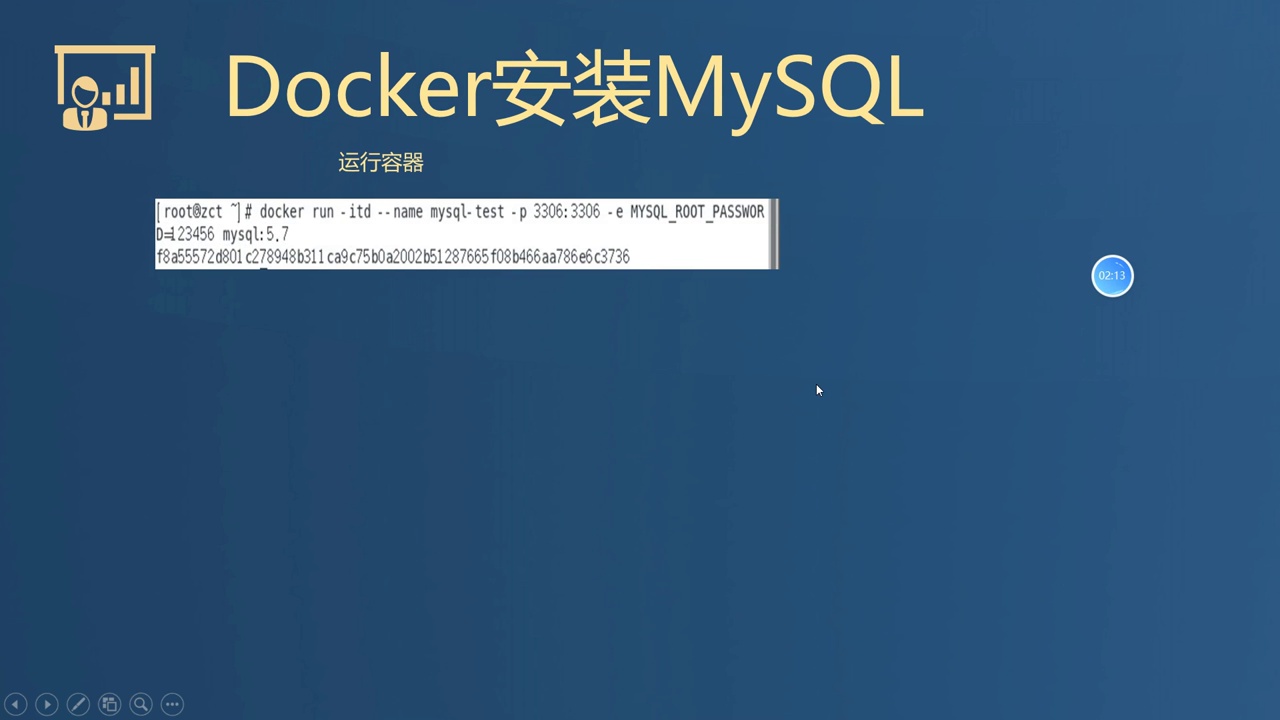 Docker安装MySQL
运行容器
[root@zct ~]# docker run -itd --name mysql-test -p 3306:3306 -e MYSQL_ROOT_PASSWOR
D=123456 mysql:5.7
f8a55572d801c278948b311ca9c75b0a2002b51287665f08b466aa786e6c3736
02:13